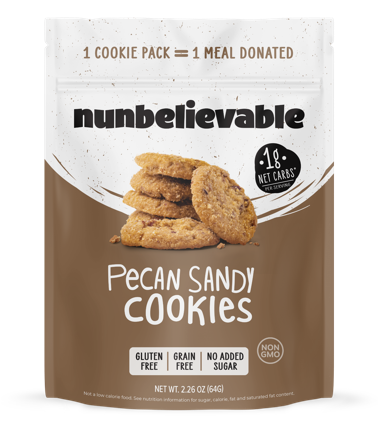 1 COOKIE PACK = 1 MEAL DONATED
nunbelievable
1g
NET CARBS*
PER SERVING
PECAN SANDY
COOKIES
GLUTEN FREE
GRAIN FREE
NO ADDED SUGAR
NON GMO
NET WT. 2.26 OZ (64G)
*Not a low calorie food. See nutrition information for sugar, calorie, fat and saturated fat content.